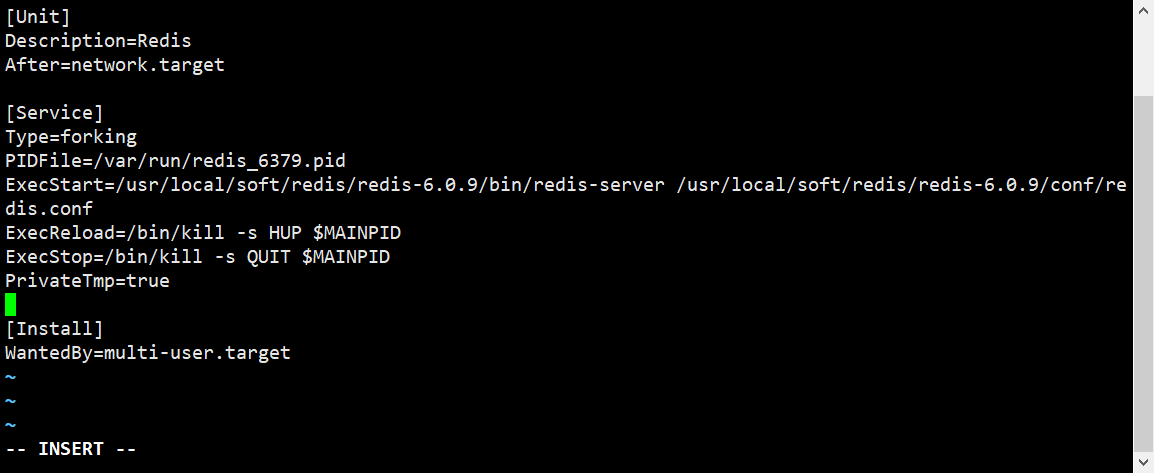 [Unit]
Description=Redis
After=network.target

[Service]
Type=forking
PIDFile=/var/run/redis_6379.pid
ExecStart=/usr/local/soft/redis/redis-6.0.9/bin/redis-server /usr/local/soft/redis/redis-6.0.9/conf/re
dis.conf
ExecReload=/bin/kill -s HUP $MAINPID
ExecStop=/bin/kill -s QUIT $MAINPID
PrivateTmp=true

[Install]
WantedBy=multi-user.target
~
~
~
-- INSERT --